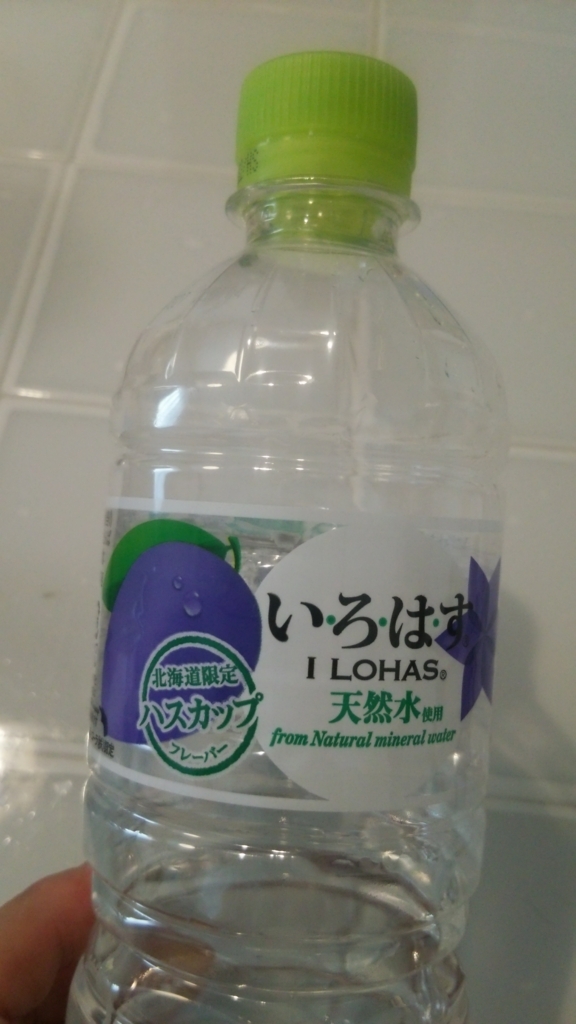 い・ろ・は・す
I LOHAS®
天然水使用
from Natural mineral water
北海道限定
ハスカップ
フレーバー